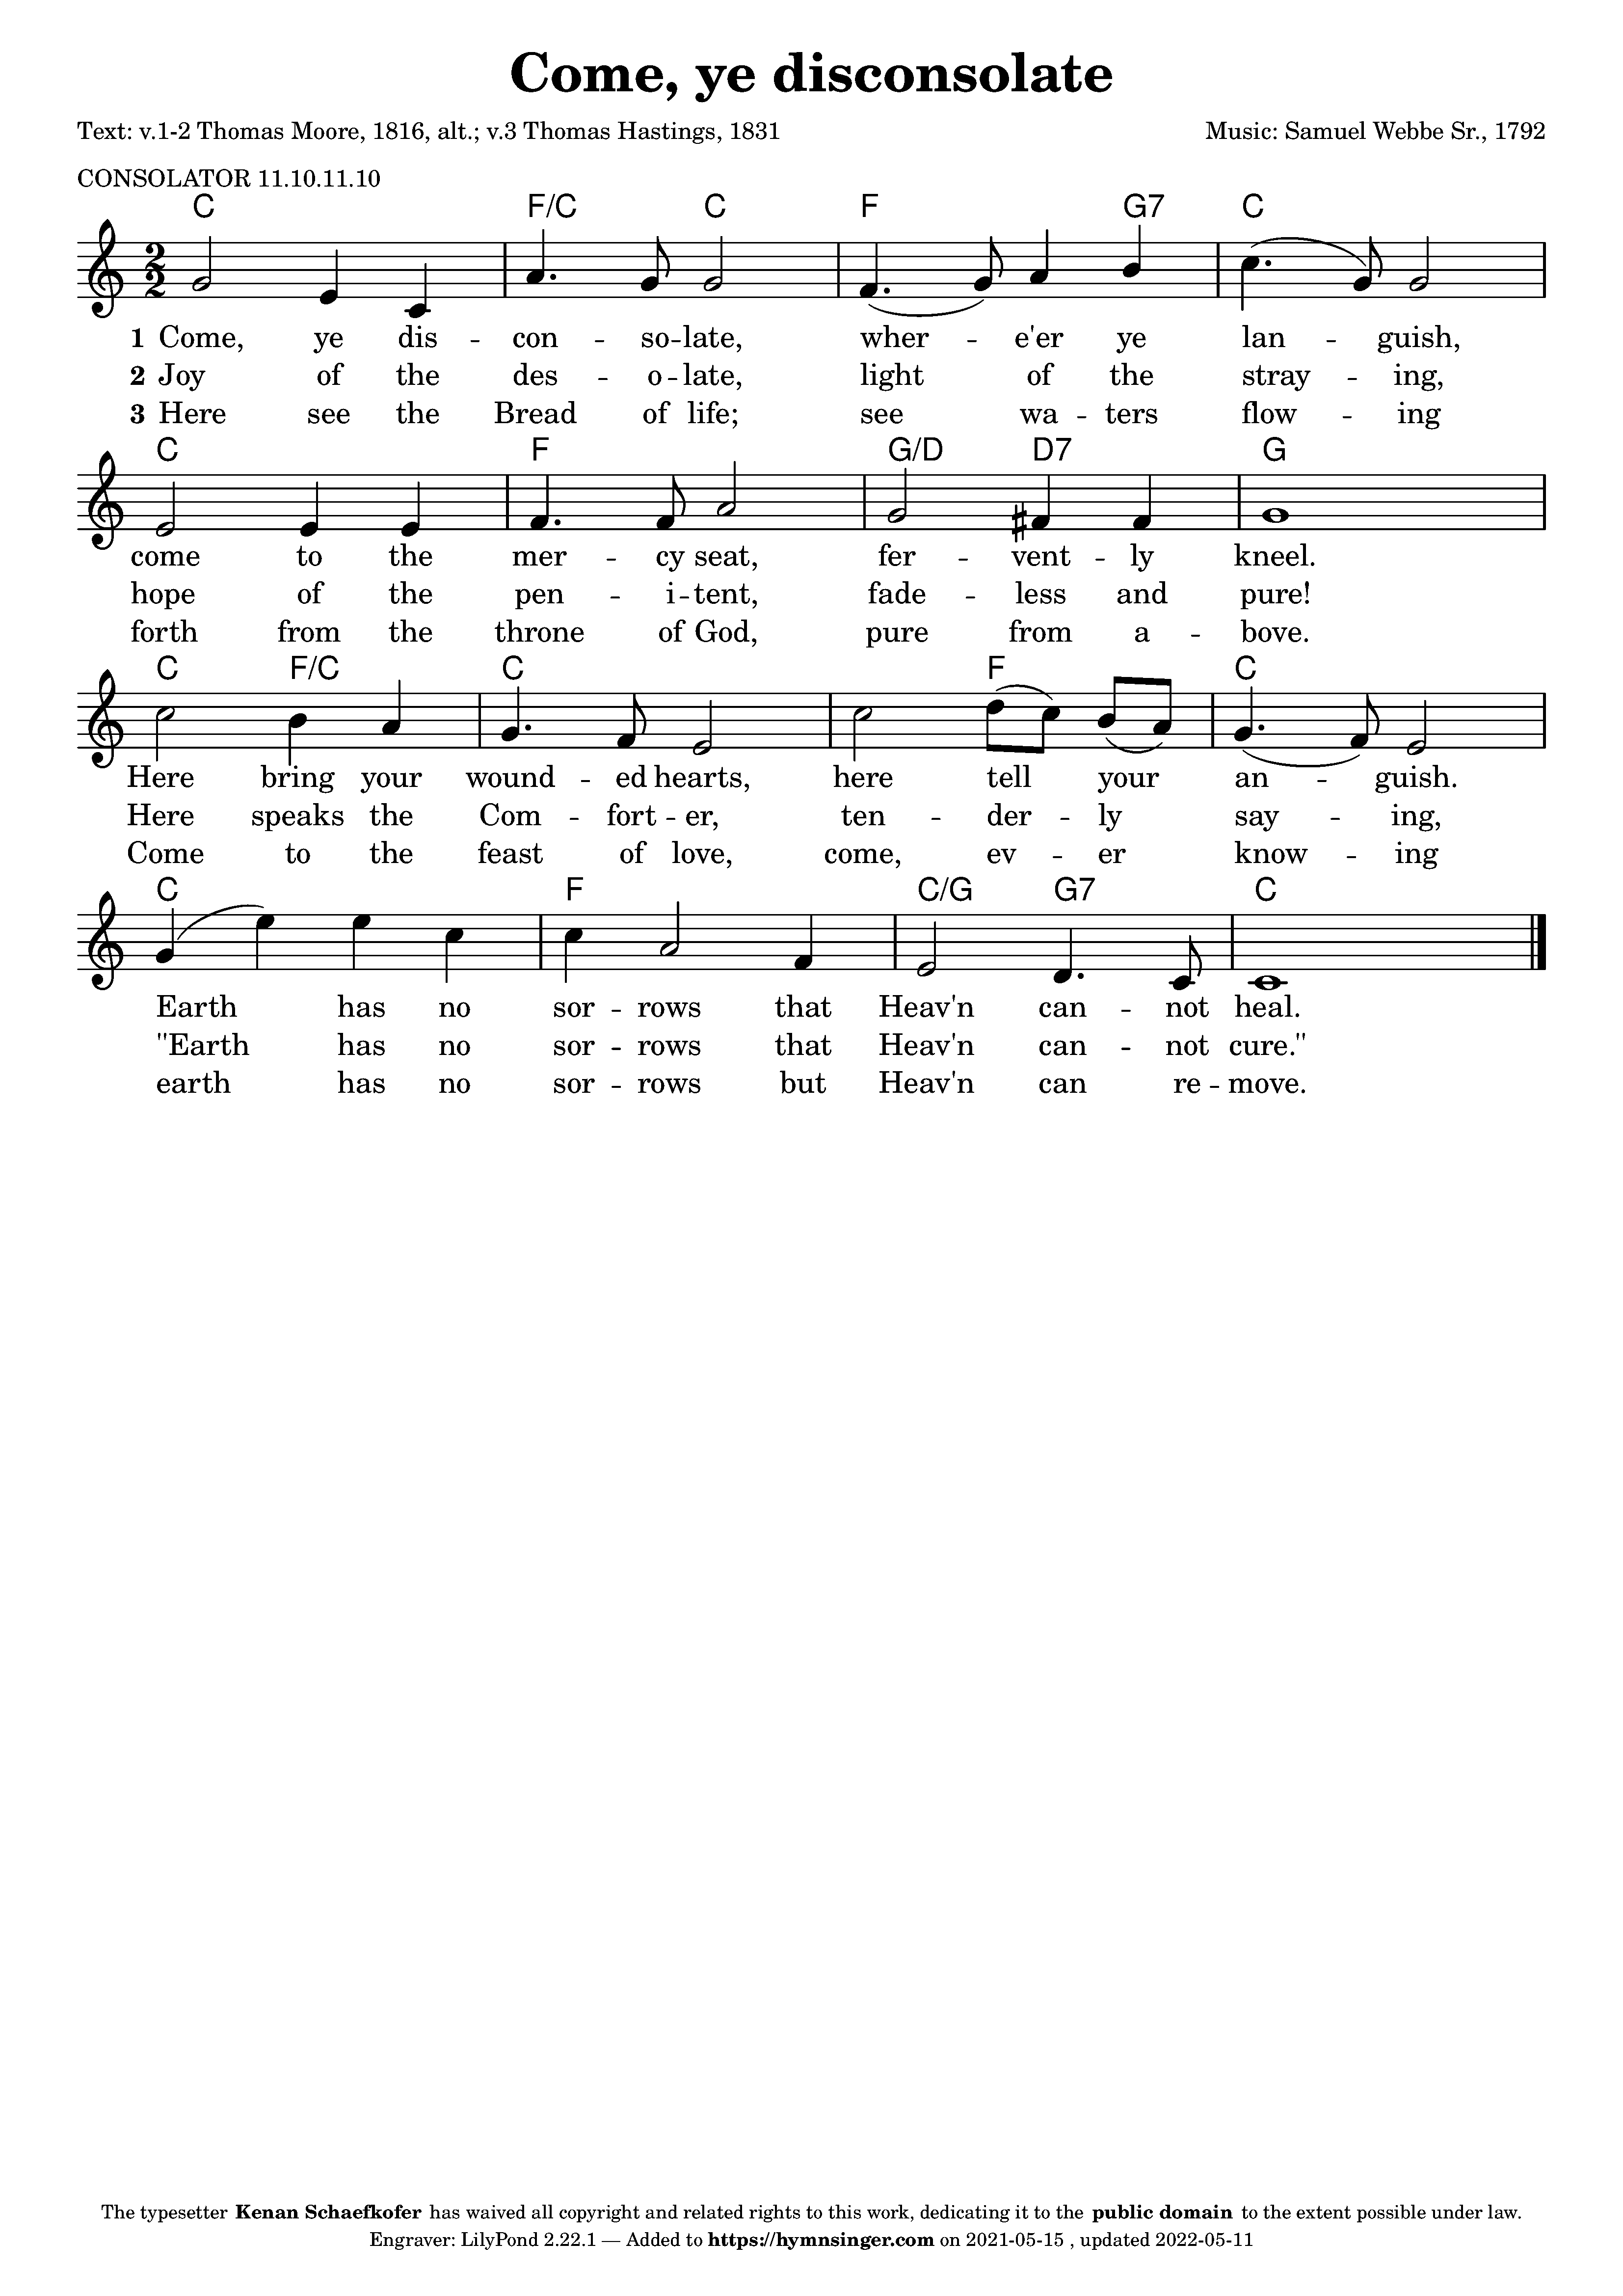 Come, ye disconsolate
Text: v.1-2 Thomas Moore, 1816, alt.; v.3 Thomas Hastings, 1831 Music: Samuel Webbe Sr., 1792
CONSOLATOR 11.10.11.10
C F/C C F G7 C
2
2
1 Come, ye dis - con - so - late, wher - e'er ye lan - guish,
2 Joy of the des - o - late, light of the stray - ing,
3 Here see the Bread of life; see wa - ters flow - ing
C F G/D D7 G
come to the mer - cy seat, fer - vent - ly kneel.
hope of the pen - i - tent, fade - less and pure!
forth from the throne of God, pure from a - bove.
C F/C C F C
Here bring your wound - ed hearts, here tell your an - guish.
Here speaks the Com - fort - er, ten - der - ly say - ing,
Come to the feast of love, come, ev - er know - ing
C F C/G G7 C
Earth has no sor - rows that Heav'n can - not heal.
"Earth has no sor - rows that Heav'n can - not cure."
earth has no sor - rows but Heav'n can re - move.
The typesetter Kenan Schaefkofer has waived all copyright and related rights to this work, dedicating it to the public domain to the extent possible under law.
Engraver: LilyPond 2.22.1 — Added to https://hymnsinger.com on 2021-05-15 , updated 2022-05-11